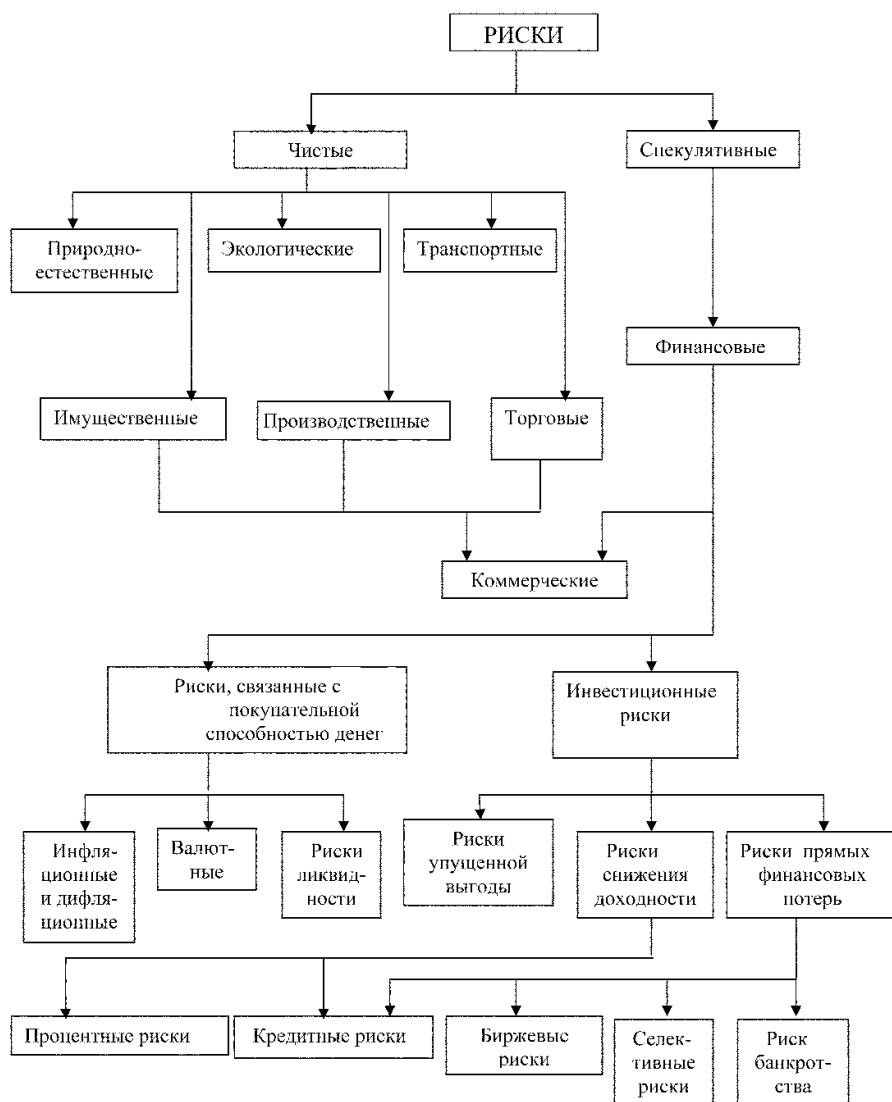 РИСКИ
Чистые
Спекулятивные
Природно-
естественные
Экологические
Транспортные
Финансовые
Имущественные
Производственные
Торговые
Коммерческие
Риски, связанные с
покупательной
способностью денег
Инвестиционные
риски
Инфля-
ционные
и дифля-
ционные
Валют-
ные
Риски
ликвид-
ности
Риски
упущенной
выгоды
Риски
снижения
доходности
Риски прямых
финансовых
потерь
Процентные риски
Кредитные риски
Биржевые
риски
Селек-
тивные
риски
Риск
банкрот-
ства